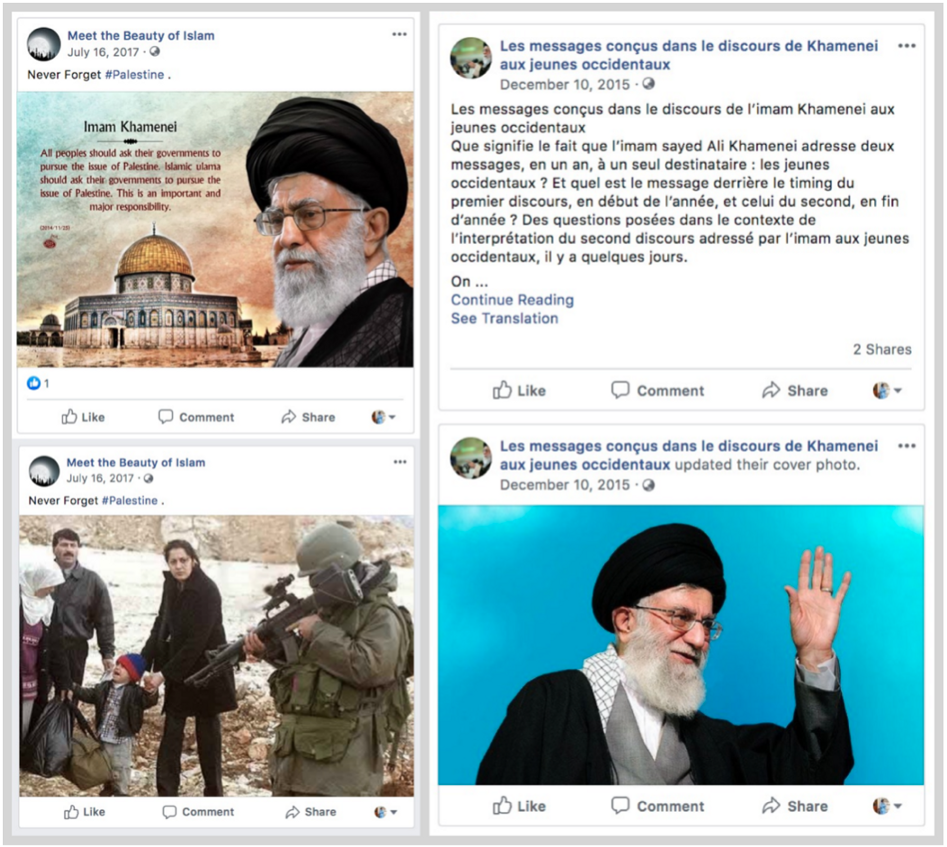 Meet the Beauty of Islam
July 16, 2017 ·
Never Forget #Palestine .
Imam Khamenei
All peoples should ask their governments to
pursue the issue of Palestine. Islamic ulama
should ask their governments to pursue the
issue of Palestine. This is an important and
major responsibility.
(2014/11/25)
1
Like Comment Share
Meet the Beauty of Islam
July 16, 2017 ·
Never Forget #Palestine .
Like Comment Share
Les messages conçus dans le discours de Khamenei
aux jeunes occidentaux
December 10, 2015 ·
Les messages conçus dans le discours de l'imam Khamenei aux
jeunes occidentaux
Que signifie le fait que l'imam sayed Ali Khamenei adresse deux
messages, en un an, à un seul destinataire : les jeunes
occidentaux ? Et quel est le message derrière le timing du
premier discours, en début de l'année, et celui du second, en fin
d'année ? Des questions posées dans le contexte de
l'interprétation du second discours adressé par l'imam aux jeunes
occidentaux, il y a quelques jours.
On ...
Continue Reading
See Translation
2 Shares
Like Comment Share
Les messages conçus dans le discours de Khamenei
aux jeunes occidentaux updated their cover photo.
December 10, 2015 ·
Like Comment Share